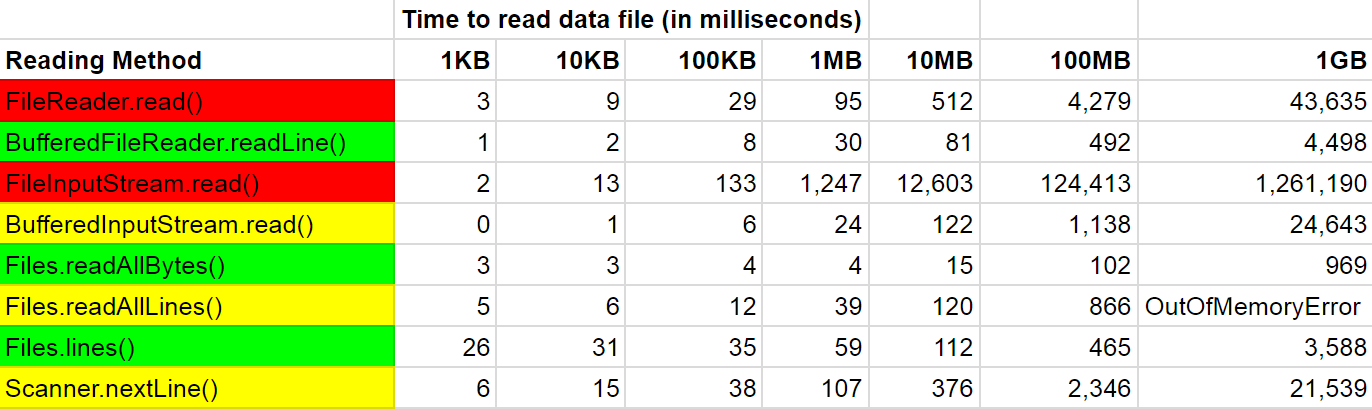 Time to read data file (in milliseconds)
Reading Method 1KB 10KB 100KB 1MB 10MB 100MB 1GB
FileReader.read() 3 9 29 95 512 4,279 43,635
BufferedFileReader.readLine() 1 2 8 30 81 492 4,498
FileInputStream.read() 2 13 133 1,247 12,603 124,413 1,261,190
BufferedInputStream.read() 0 1 6 24 122 1,138 24,643
Files.readAllBytes() 3 3 4 4 15 102 969
Files.readAllLines() 5 6 12 39 120 866 OutOfMemoryError
Files.lines() 26 31 35 59 112 465 3,588
Scanner.nextLine() 6 15 38 107 376 2,346 21,539